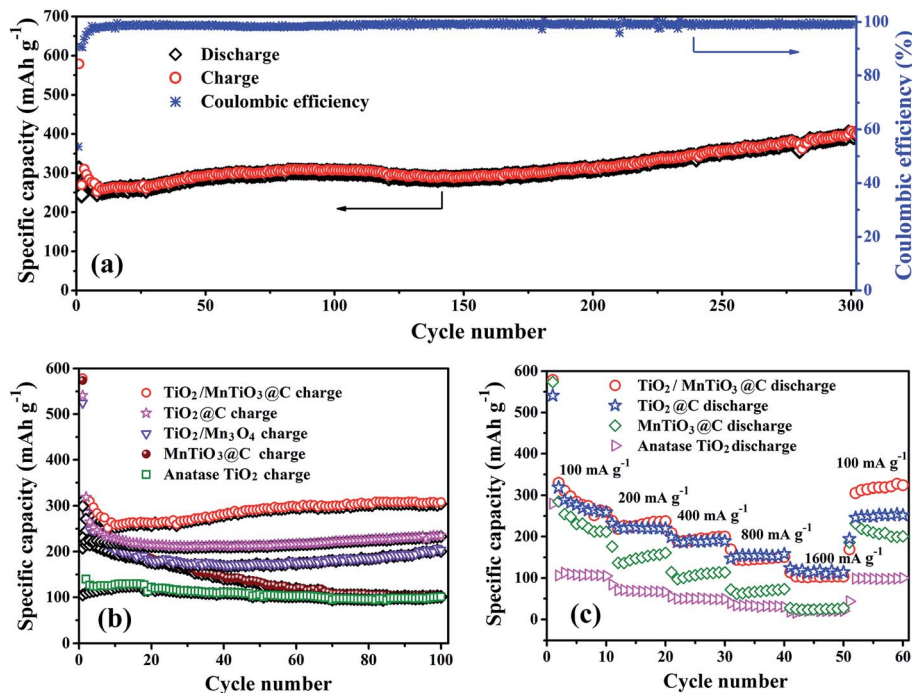 700
600
500
400
300
200
100
0
Specific capacity (mAh g⁻¹)
Discharge
Charge
Coulombic efficiency
(a)
100
80
60
40
20
0
Coulombic efficiency (%)
0 50 100 150 200 250 300
Cycle number
600
500
400
300
200
100
0
Specific capacity (mAh g⁻¹)
TiO₂/MnTiO₃@C charge
TiO₂@C charge
TiO₂/Mn₃O₄ charge
MnTiO₃@C charge
Anatase TiO₂ charge
(b)
0 20 40 60 80 100
Cycle number
600
500
400
300
200
100
0
Specific capacity (mAh g⁻¹)
TiO₂ / MnTiO₃@C discharge
TiO₂@C discharge
MnTiO₃@C discharge
Anatase TiO₂ discharge
100 mA g⁻¹
200 mA g⁻¹
400 mA g⁻¹
800 mA g⁻¹
1600 mA g⁻¹
100 mA g⁻¹
(c)
0 10 20 30 40 50 60
Cycle number